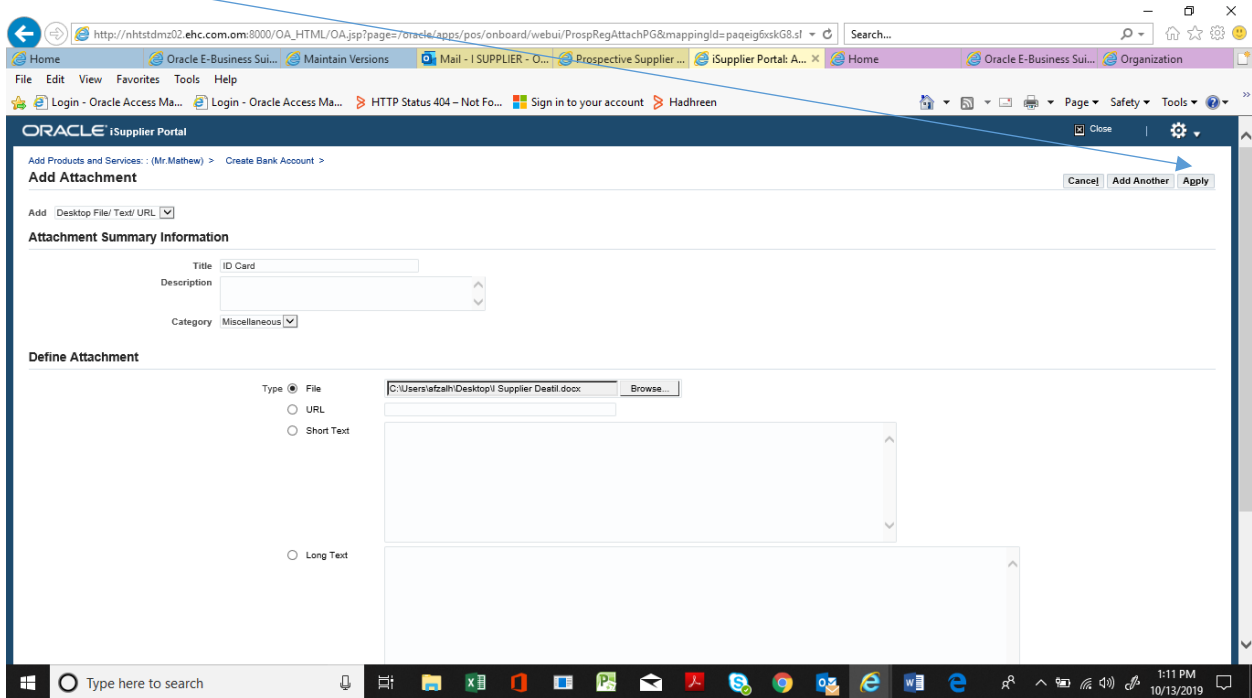 http://nhtstdmz02.ehc.com.om:8000/OA_HTML/OA.jsp?page=/oracle/apps/pos/onboard/webui/ProspRegAttachPG&mappingId=paqeig6xskG8.sl Search...
Home Oracle E-Business Sui... Maintain Versions Mail - I SUPPLIER - O... Prospective Supplier ... iSupplier Portal: A... Home Oracle E-Business Sui... Organization
File Edit View Favorites Tools Help
Login - Oracle Access Ma... Login - Oracle Access Ma... HTTP Status 404 – Not Fo... Sign in to your account Hadhreen Page Safety Tools
ORACLE iSupplier Portal Close
Add Products and Services: : (Mr.Mathew) > Create Bank Account >
Add Attachment Cancel Add Another Apply
Add Desktop File/ Text/ URL
Attachment Summary Information
Title ID Card
Description
Category Miscellaneous
Define Attachment
Type File C:\Users\afzalh\Desktop\I Supplier Deatil.docx Browse...
URL
Short Text
Long Text
Type here to search 1:11 PM
10/13/2019